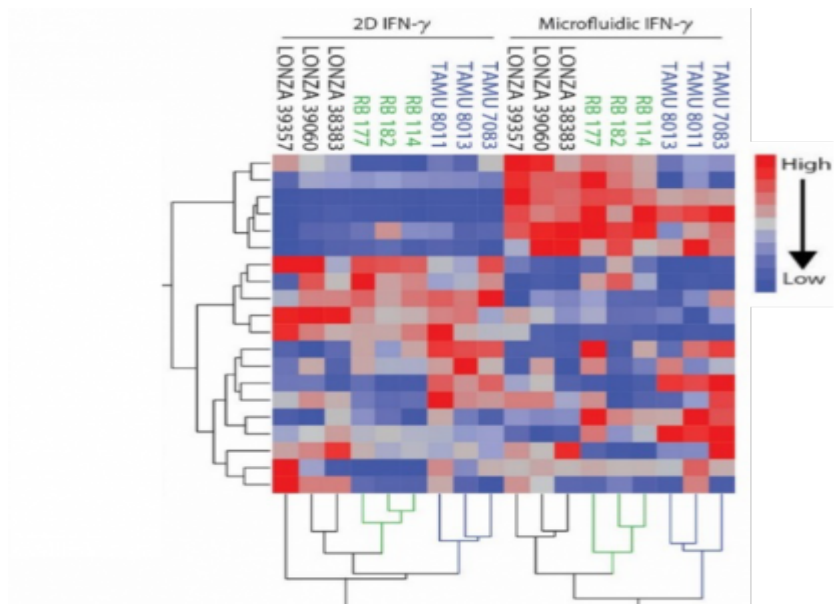 2D IFN-γ
Microfluidic IFN-γ
LONZA 39357
LONZA 39060
LONZA 38383
RB 177
RB 182
RB 114
TAMU 8011
TAMU 8013
TAMU 7083
LONZA 39357
LONZA 39060
LONZA 38383
RB 177
RB 182
RB 114
TAMU 8013
TAMU 8011
TAMU 7083
High
Low